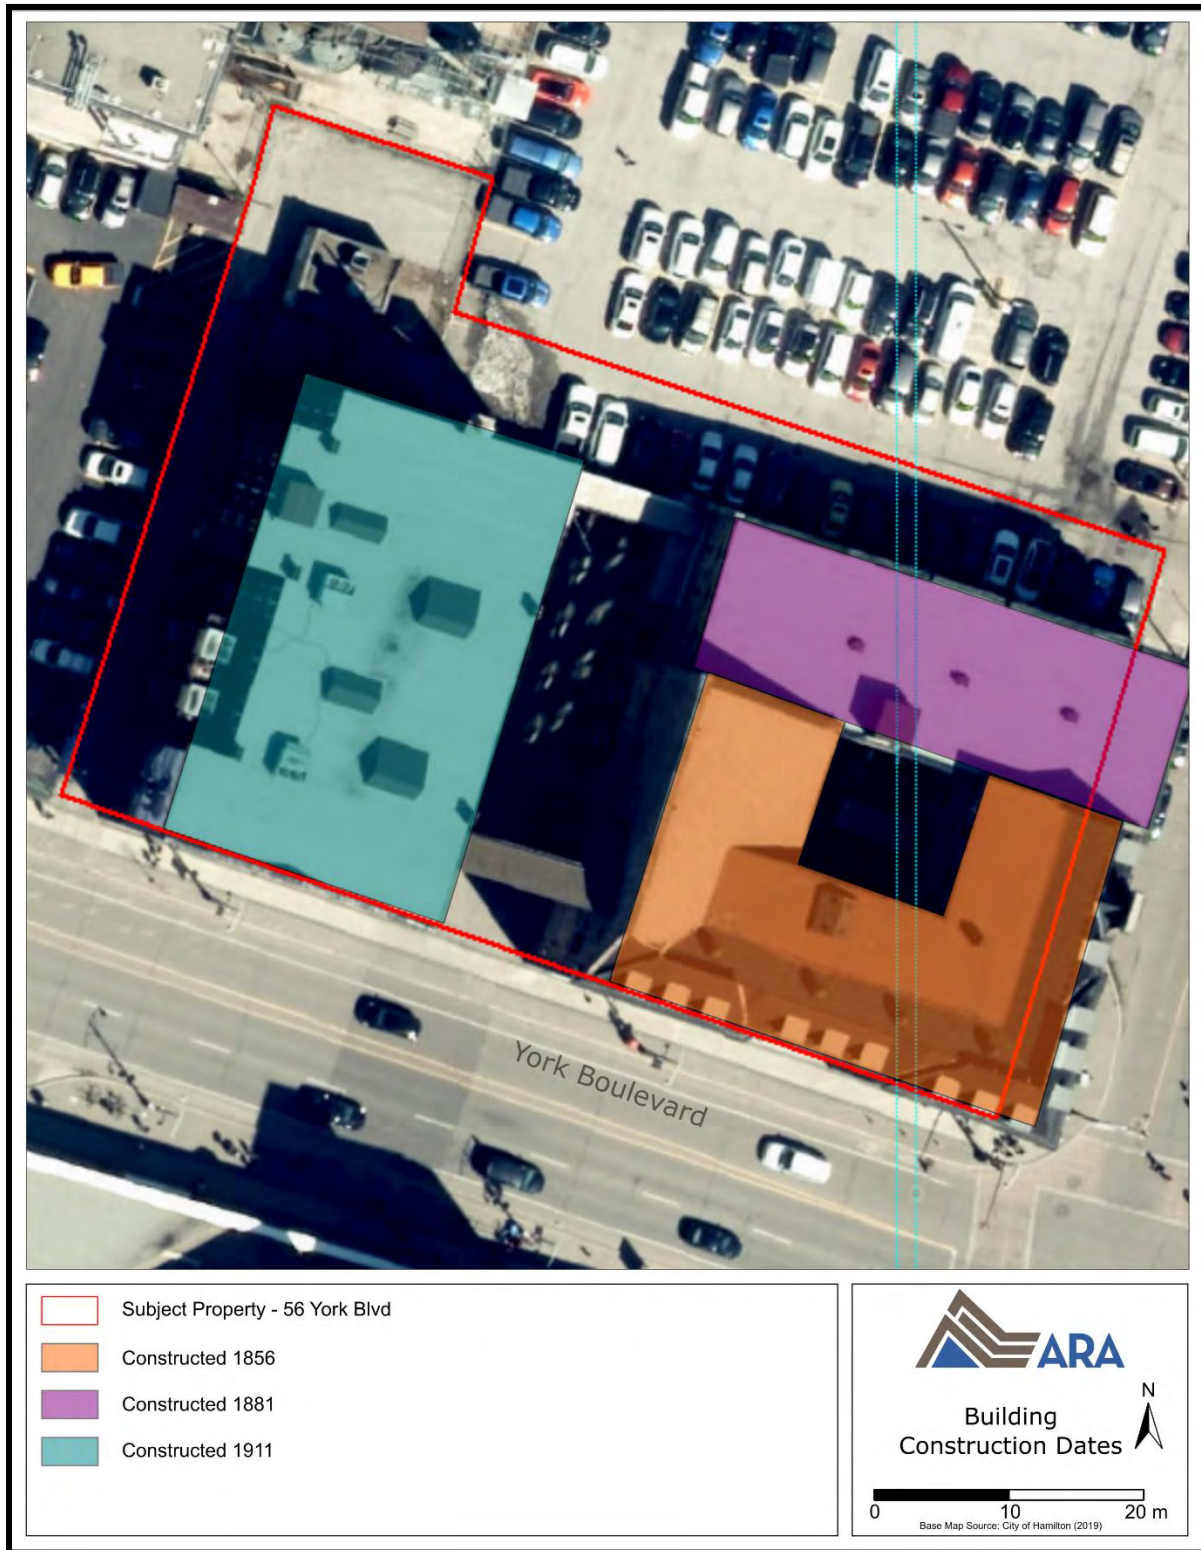 York Boulevard
Subject Property - 56 York Blvd
Constructed 1856
Constructed 1881
Constructed 1911
ARA
N
Building
Construction Dates
0 10 20 m
Base Map Source: City of Hamilton (2019)